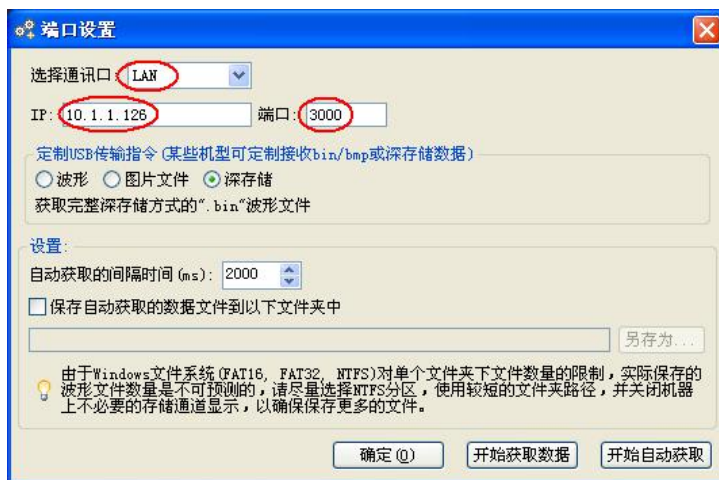 端口设置
选择通讯口: LAN
IP: 10.1.1.126 端口: 3000
定制USB传输指令(某些机型可定制接收bin/bmp或深存储数据)
波形 图片文件 深存储
获取完整深存储方式的".bin"波形文件
设置:
自动获取的间隔时间(ms): 2000
保存自动获取的数据文件到以下文件夹中
另存为...
由于Windows文件系统(FAT16, FAT32, NTFS)对单个文件夹下文件数量的限制,实际保存的
波形文件数量是不可预测的,请尽量选择NTFS分区,使用较短的文件夹路径,并关闭机器
上不必要的存储通道显示,以确保保存更多的文件。
确定(O) 开始获取数据 开始自动获取